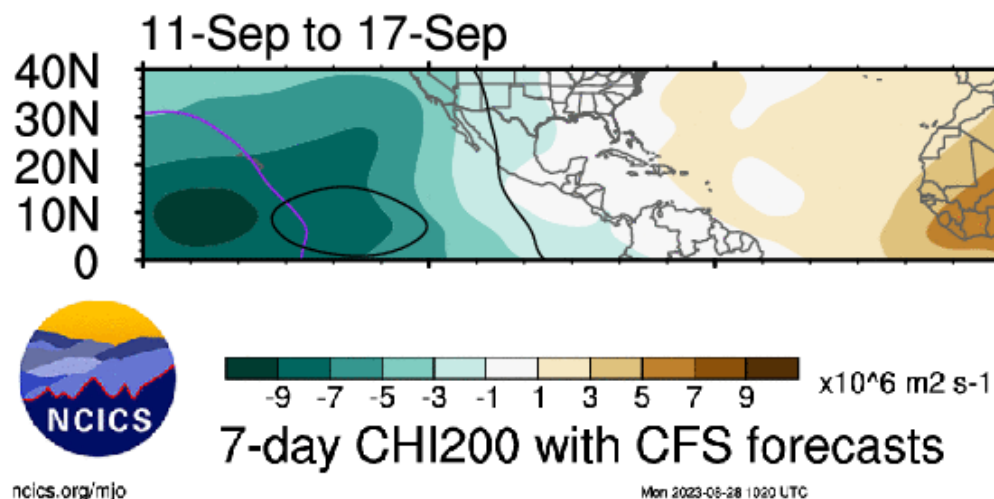 11-Sep to 17-Sep
40N
30N
20N
10N
0
-9 -7 -5 -3 -1 1 3 5 7 9
x10^6 m2 s-1
NCICS
7-day CHI200 with CFS forecasts
ncics.org/mjo
Mon 2023-08-28 1020 UTC